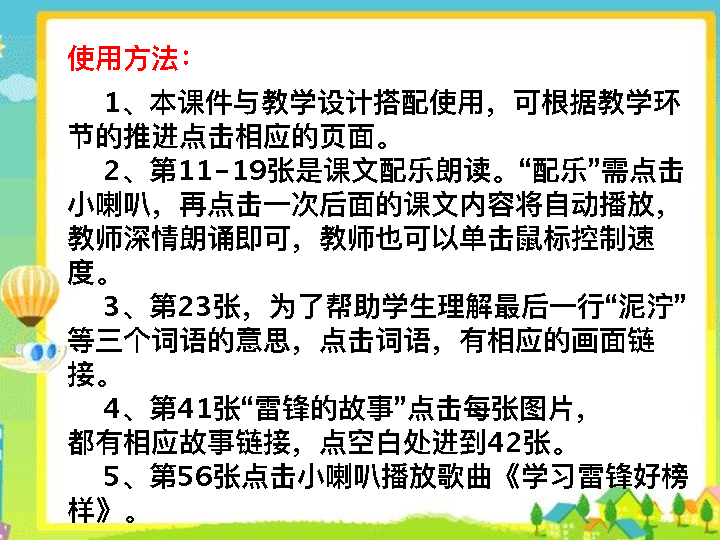 使用方法：
1、本课件与教学设计搭配使用，可根据教学环
节的推进点击相应的页面。
2、第11-19张是课文配乐朗读。“配乐”需点击
小喇叭，再点击一次后面的课文内容将自动播放，
教师深情朗诵即可，教师也可以单击鼠标控制速
度。
3、第23张，为了帮助学生理解最后一行“泥泞”
等三个词语的意思，点击词语，有相应的画面链
接。
4、第41张“雷锋的故事”点击每张图片，
都有相应故事链接，点空白处进到42张。
5、第56张点击小喇叭播放歌曲《学习雷锋好榜
样》。